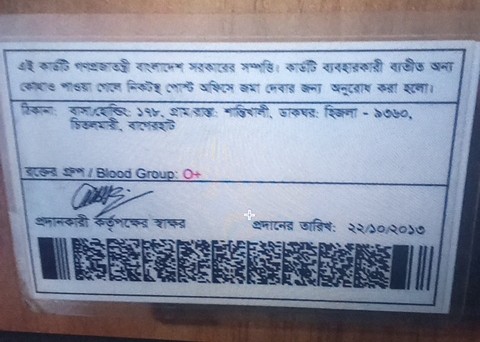 এই কার্ডটি গণপ্রজাতন্ত্রী বাংলাদেশ সরকারের সম্পত্তি। কার্ডটি ব্যবহারকারী ব্যতীত অন্য
কোথাও পাওয়া গেলে নিকটস্থ পোস্ট অফিসে জমা দেবার জন্য অনুরোধ করা হলো।
ঠিকানা: বাসা/হোল্ডিং: ১৭৮, গ্রাম/রাস্তা: শান্তিখালী, ডাকঘর: হিজলা - ৯৩৬০,
চিতলমারী, বাগেরহাট
রক্তের গ্রুপ / Blood Group: O+
প্রদানকারী কর্তৃপক্ষের স্বাক্ষর প্রদানের তারিখ: ২২/১০/২০১৩